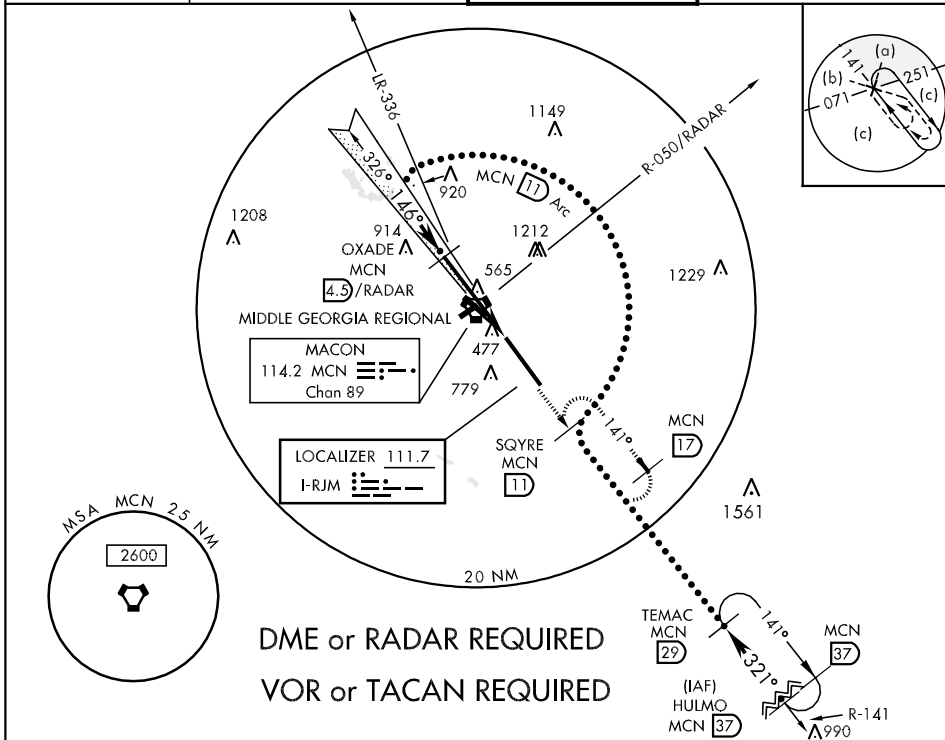 LR-336
1149
R-050/RADAR
326°
146°
920
MCN 11 Arc
1208
914
OXADE
MCN
4.5 /RADAR
1212
565
1229
MIDDLE GEORGIA REGIONAL
MACON
114.2 MCN
Chan 89
477
779
LOCALIZER 111.7
I-RJM
SQYRE
MCN
11
141°
MCN
17
1561
20 NM
MSA MCN 25 NM
2600
DME or RADAR REQUIRED
VOR or TACAN REQUIRED
TEMAC
MCN
29
141°
321°
MCN
37
(IAF)
HULMO
MCN 37
R-141
990
141
(a)
(b)
251
071
(c)
(c)